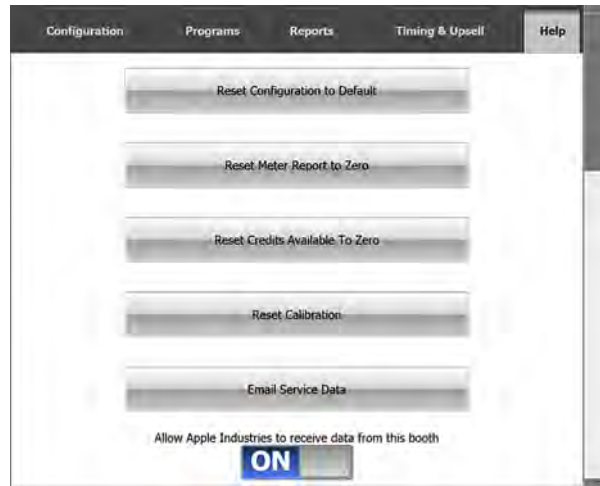 Configuration Programs Reports Timing & Upsell Help
Reset Configuration to Default
Reset Meter Report to Zero
Reset Credits Available To Zero
Reset Calibration
Email Service Data
Allow Apple Industries to receive data from this booth
ON